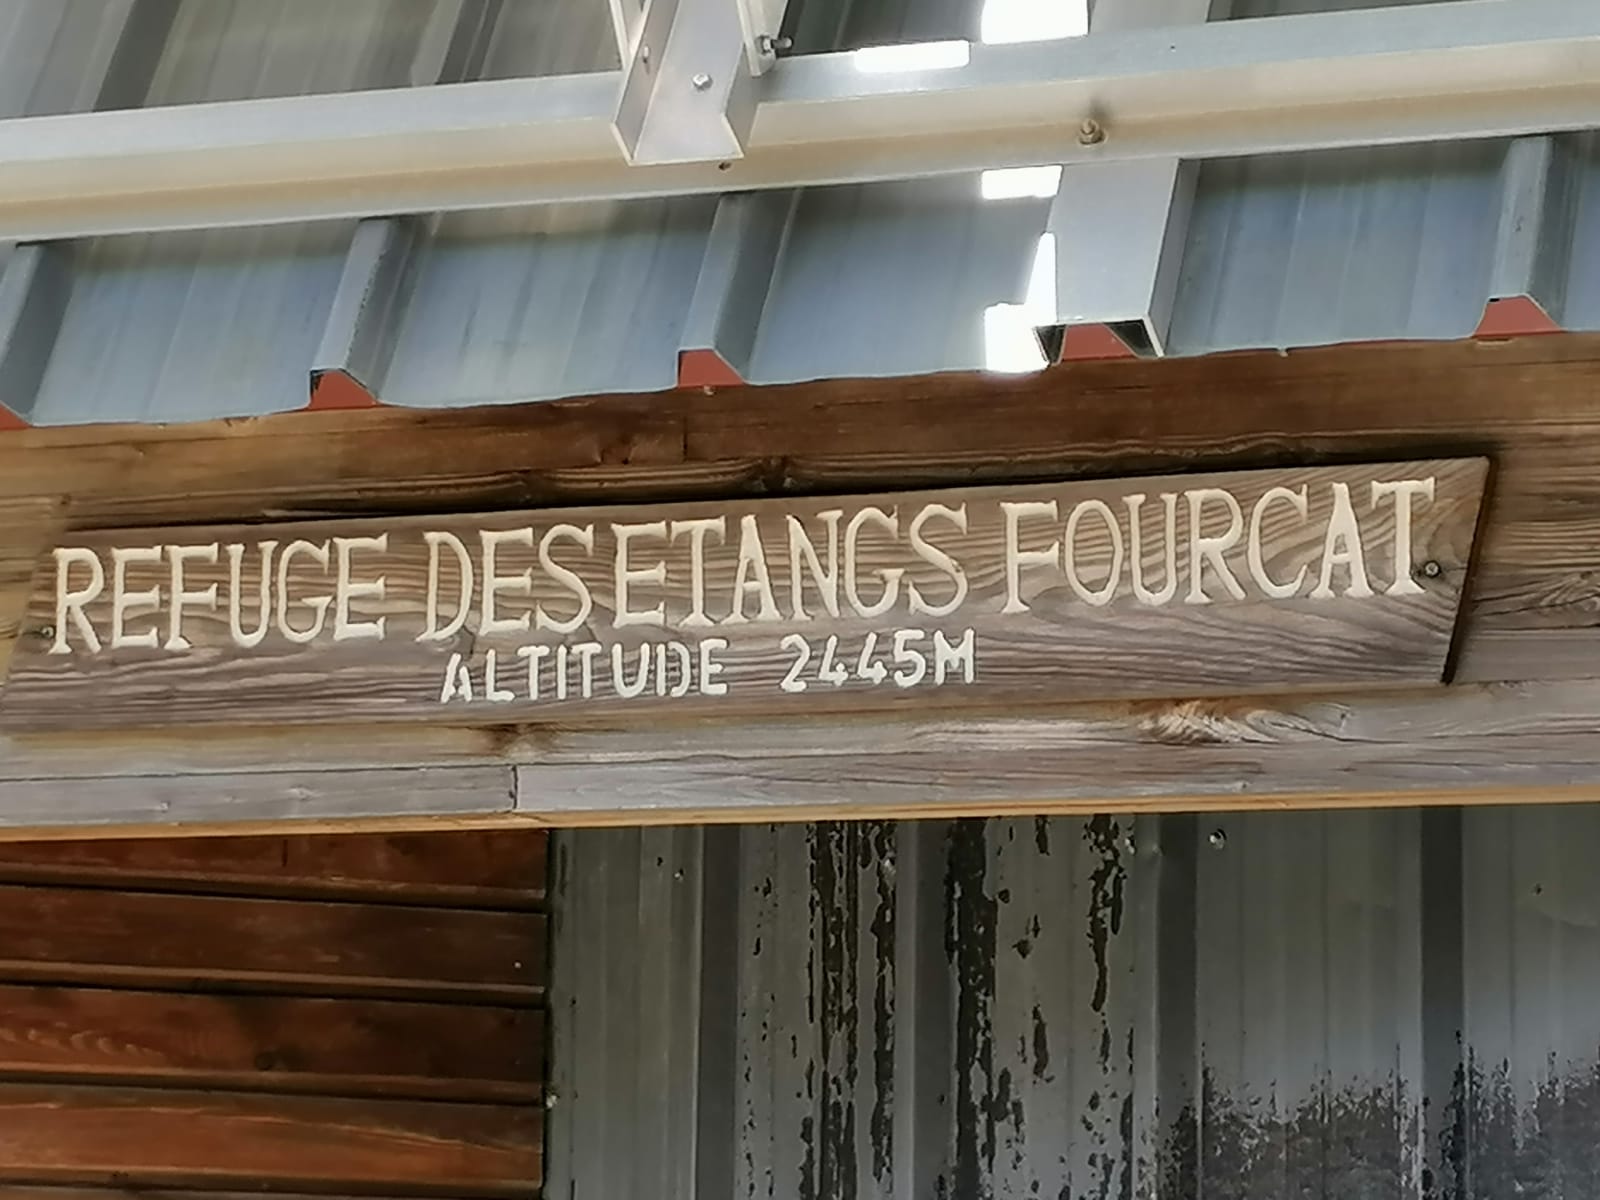 REFUGE DES ETANGS FOURCAT
ALTITUDE 2445M